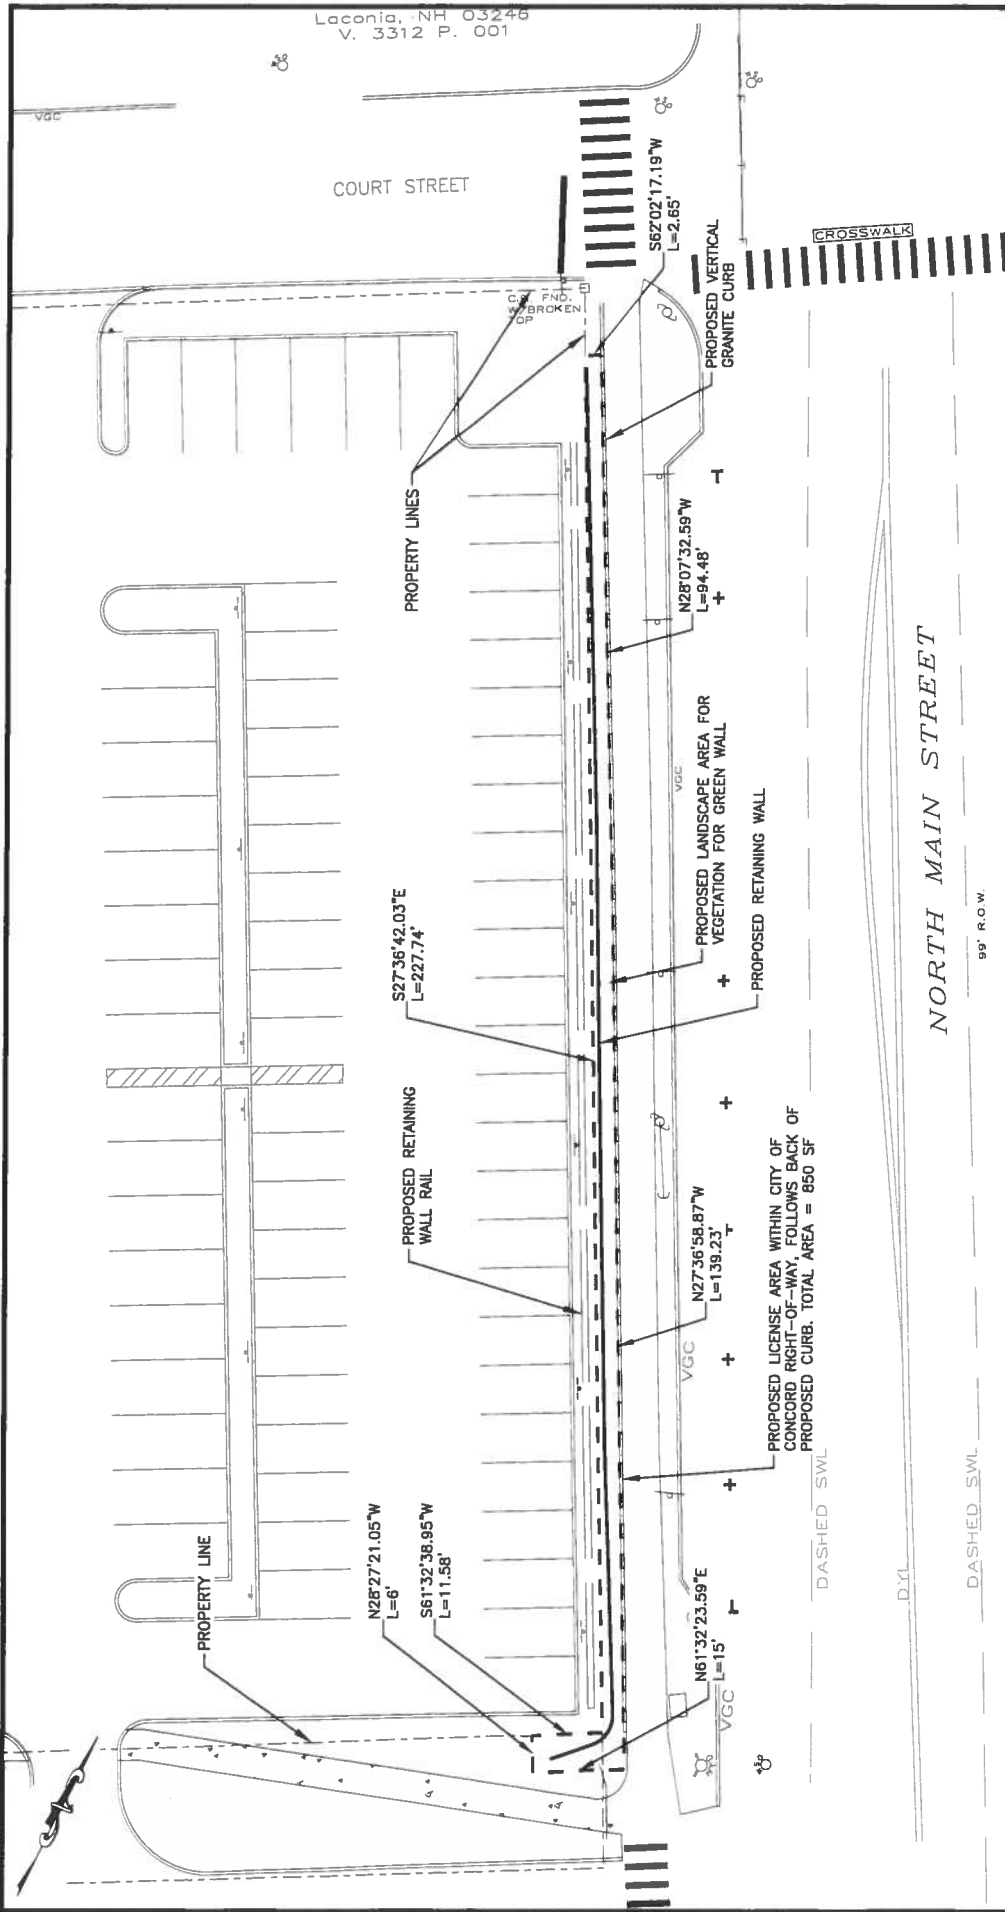 Laconia, NH 03246
V. 3312 P. 001
VGC
COURT STREET
CROSSWALK
S62°02'17.19"W
L=2.65'
C.B. FND.
W/BROKEN
TOP
PROPOSED VERTICAL
GRANITE CURB
PROPERTY LINES
N28°07'32.59"W
L=94.48'
PROPOSED LANDSCAPE AREA FOR
VEGETATION FOR GREEN WALL
VGC
PROPOSED RETAINING WALL
S27°36'42.03"E
L=227.74'
NORTH MAIN STREET
99' R.O.W.
PROPOSED RETAINING
WALL RAIL
N27°36'58.87"W
L=139.23'
VGC
PROPOSED LICENSE AREA WITHIN CITY OF
CONCORD RIGHT-OF-WAY, FOLLOWS BACK OF
PROPOSED CURB. TOTAL AREA = 850 SF
DASHED SWL
DYL
DASHED SWL
PROPERTY LINE
N28°27'21.05"W
L=6'
S61°32'38.95"W
L=11.58'
N61°32'23.59"E
L=15'
VGC